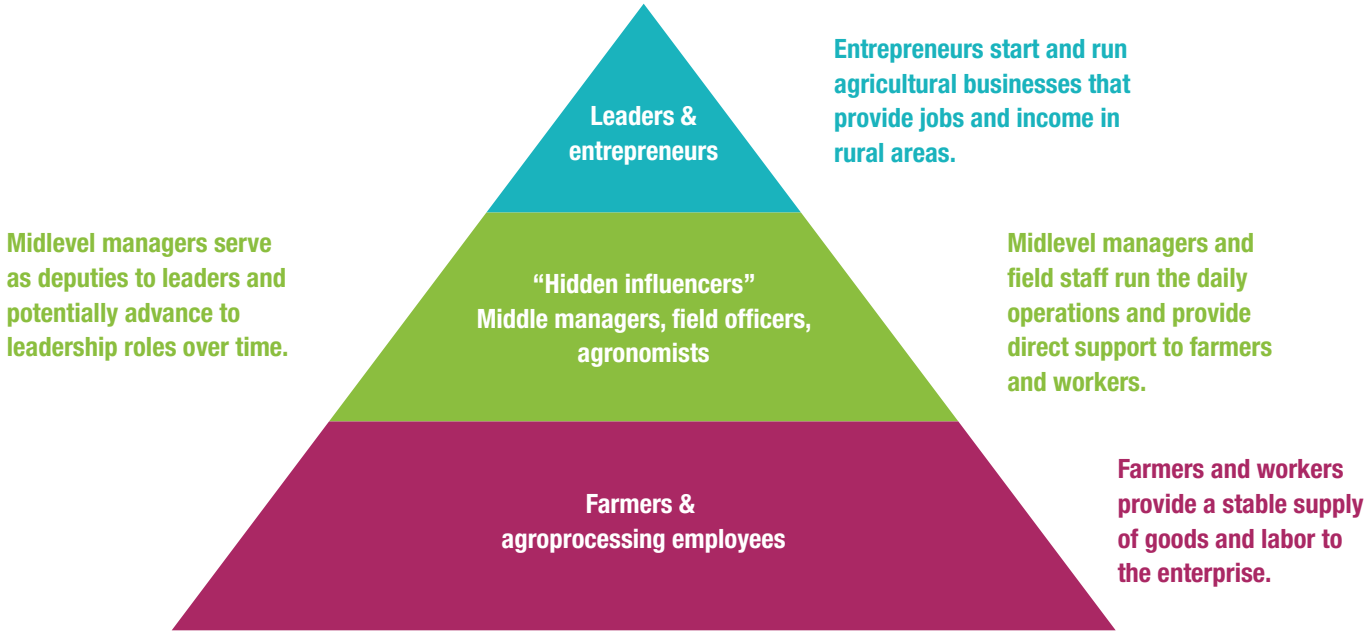 Entrepreneurs start and run
agricultural businesses that
provide jobs and income in
rural areas.
Leaders &
entrepreneurs
Midlevel managers serve
as deputies to leaders and
potentially advance to
leadership roles over time.
“Hidden influencers”
Middle managers, field officers,
agronomists
Midlevel managers and
field staff run the daily
operations and provide
direct support to farmers
and workers.
Farmers &
agroprocessing employees
Farmers and workers
provide a stable supply
of goods and labor to
the enterprise.